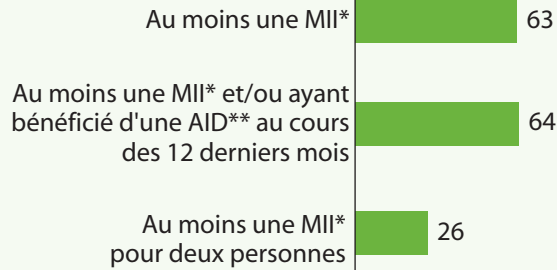 Au moins une MII* 63
Au moins une MII* et/ou ayant
bénéficié d'une AID** au cours 64
des 12 derniers mois
Au moins une MII* 26
pour deux personnes